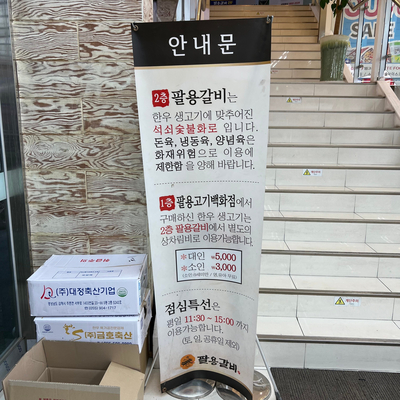 안내문
2층 팔용갈비는
한우 생고기에 맞추어진
석쇠숯불화로 입니다.
돈육, 냉동육, 양념육은
화재위험으로 이용에
제한함을 양해 바랍니다.
1층 팔용고기백화점에서
구매하신 한우 생고기는
2층 팔용갈비에서 별도의
상차림비로 이용가능합니다.
*대인 ₩5,000
*소인 ₩3,000
점심특선은
평일 11:30 ~ 15:00 까지
이용가능합니다.
(토, 일, 공휴일 제외)
팔용갈비
(주)대정축산기업
(주)금호축산
SALE